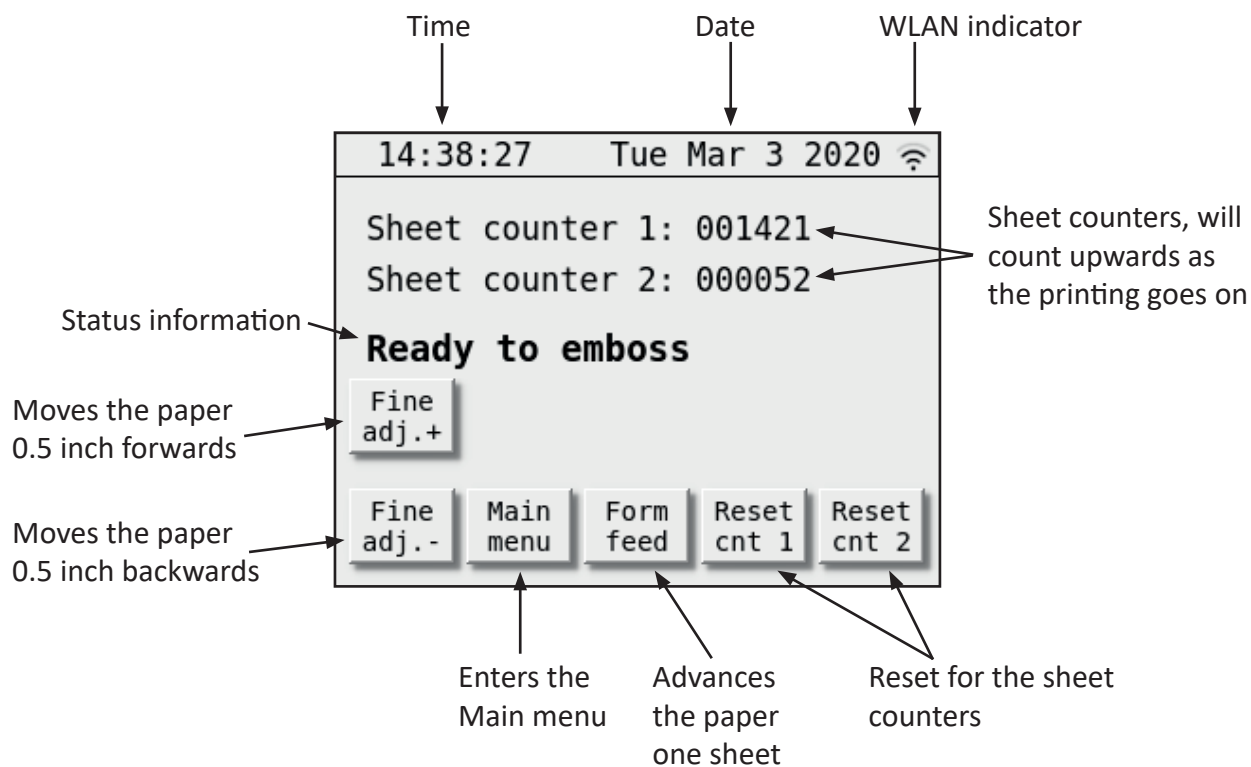 Time
Date
WLAN indicator
14:38:27 Tue Mar 3 2020
Sheet counter 1: 001421
Sheet counter 2: 000052
Sheet counters, will
count upwards as
the printing goes on
Status information
Ready to emboss
Moves the paper
0.5 inch forwards
Fine
adj.+
Moves the paper
0.5 inch backwards
Fine
adj.-
Main
menu
Form
feed
Reset
cnt 1
Reset
cnt 2
Enters the
Main menu
Advances
the paper
one sheet
Reset for the sheet
counters